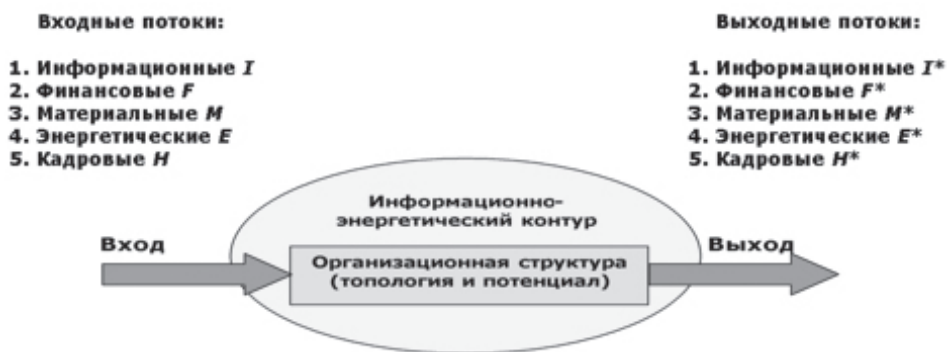 Входные потоки:
1. Информационные I
2. Финансовые F
3. Материальные M
4. Энергетические E
5. Кадровые H
Выходные потоки:
1. Информационные I*
2. Финансовые F*
3. Материальные M*
4. Энергетические E*
5. Кадровые H*
Информационно-
энергетический контур
Вход
Организационная структура
(топология и потенциал)
Выход